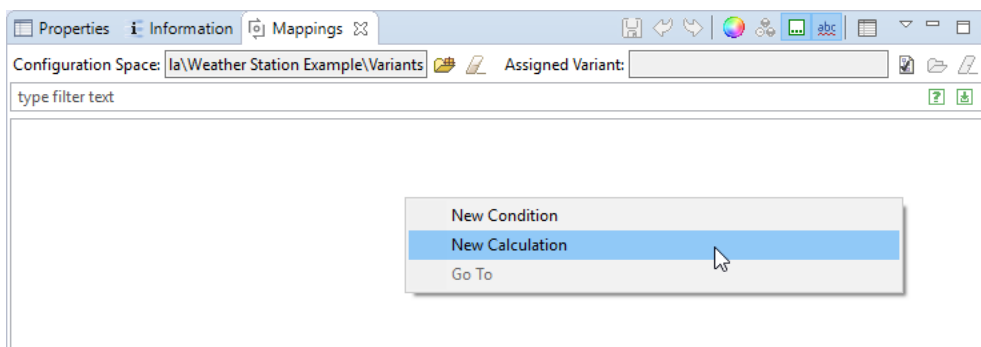 Properties i Information Mappings
abc
Configuration Space: la\Weather Station Example\Variants Assigned Variant:
type filter text ?
New Condition
New Calculation
Go To